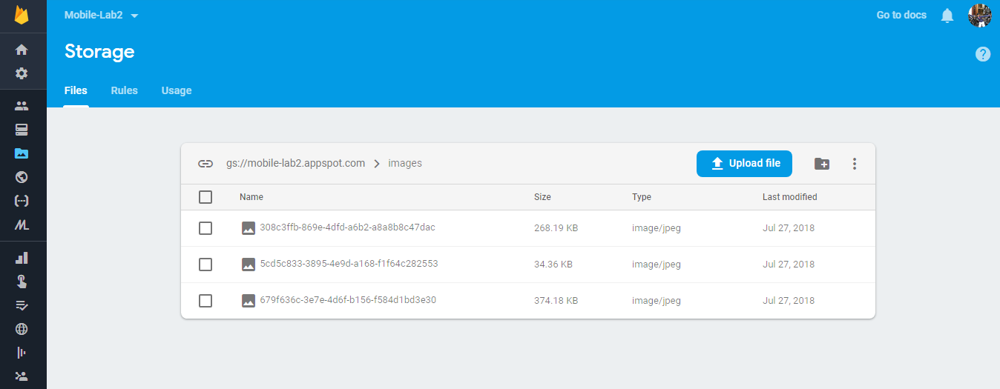 Mobile-Lab2
Go to docs
Storage
Files Rules Usage
gs://mobile-lab2.appspot.com images
Upload file
Name Size Type Last modified
308c3ffb-869e-4dfd-a6b2-a8a8b8c47dac 268.19 KB image/jpeg Jul 27, 2018
5cd5c833-3895-4e9d-a168-f1f64c282553 34.36 KB image/jpeg Jul 27, 2018
679f636c-3e7e-4d6f-b156-f584d1bd3e30 374.18 KB image/jpeg Jul 27, 2018